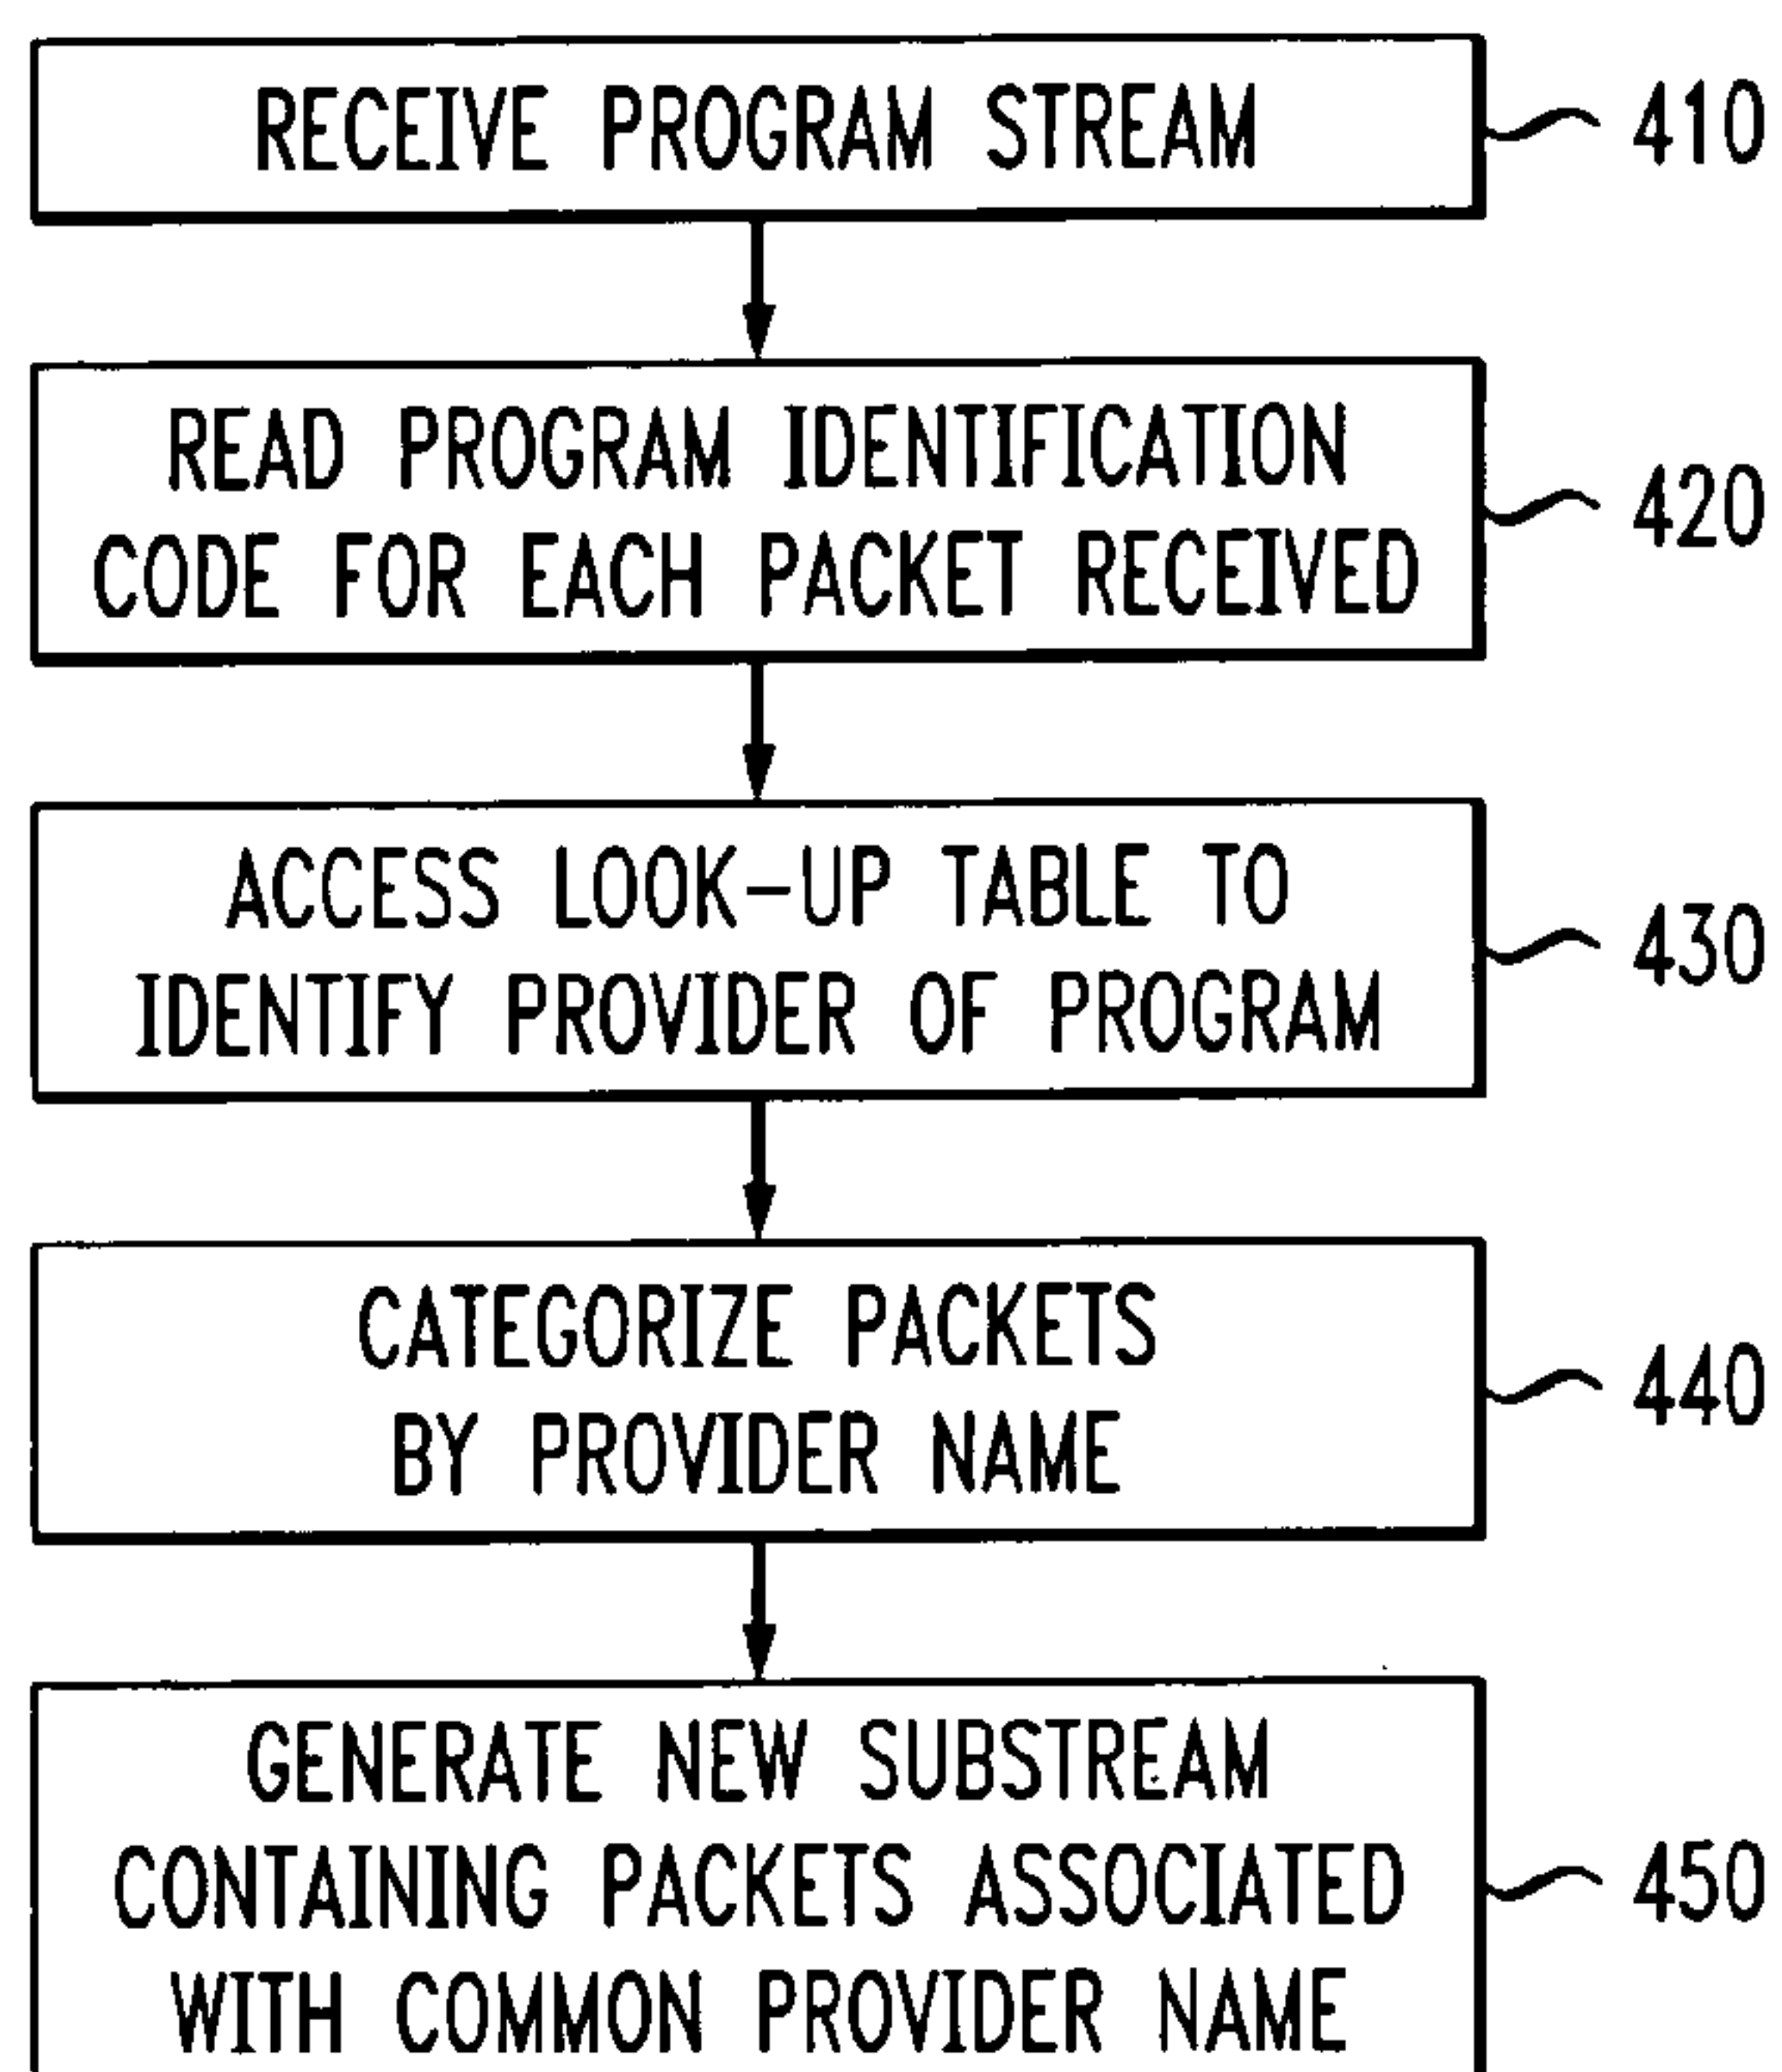 RECEIVE PROGRAM STREAM
410
READ PROGRAM IDENTIFICATION
CODE FOR EACH PACKET RECEIVED
420
ACCESS LOOK-UP TABLE TO
IDENTIFY PROVIDER OF PROGRAM
430
CATEGORIZE PACKETS
BY PROVIDER NAME
440
GENERATE NEW SUBSTREAM
CONTAINING PACKETS ASSOCIATED
WITH COMMON PROVIDER NAME
450